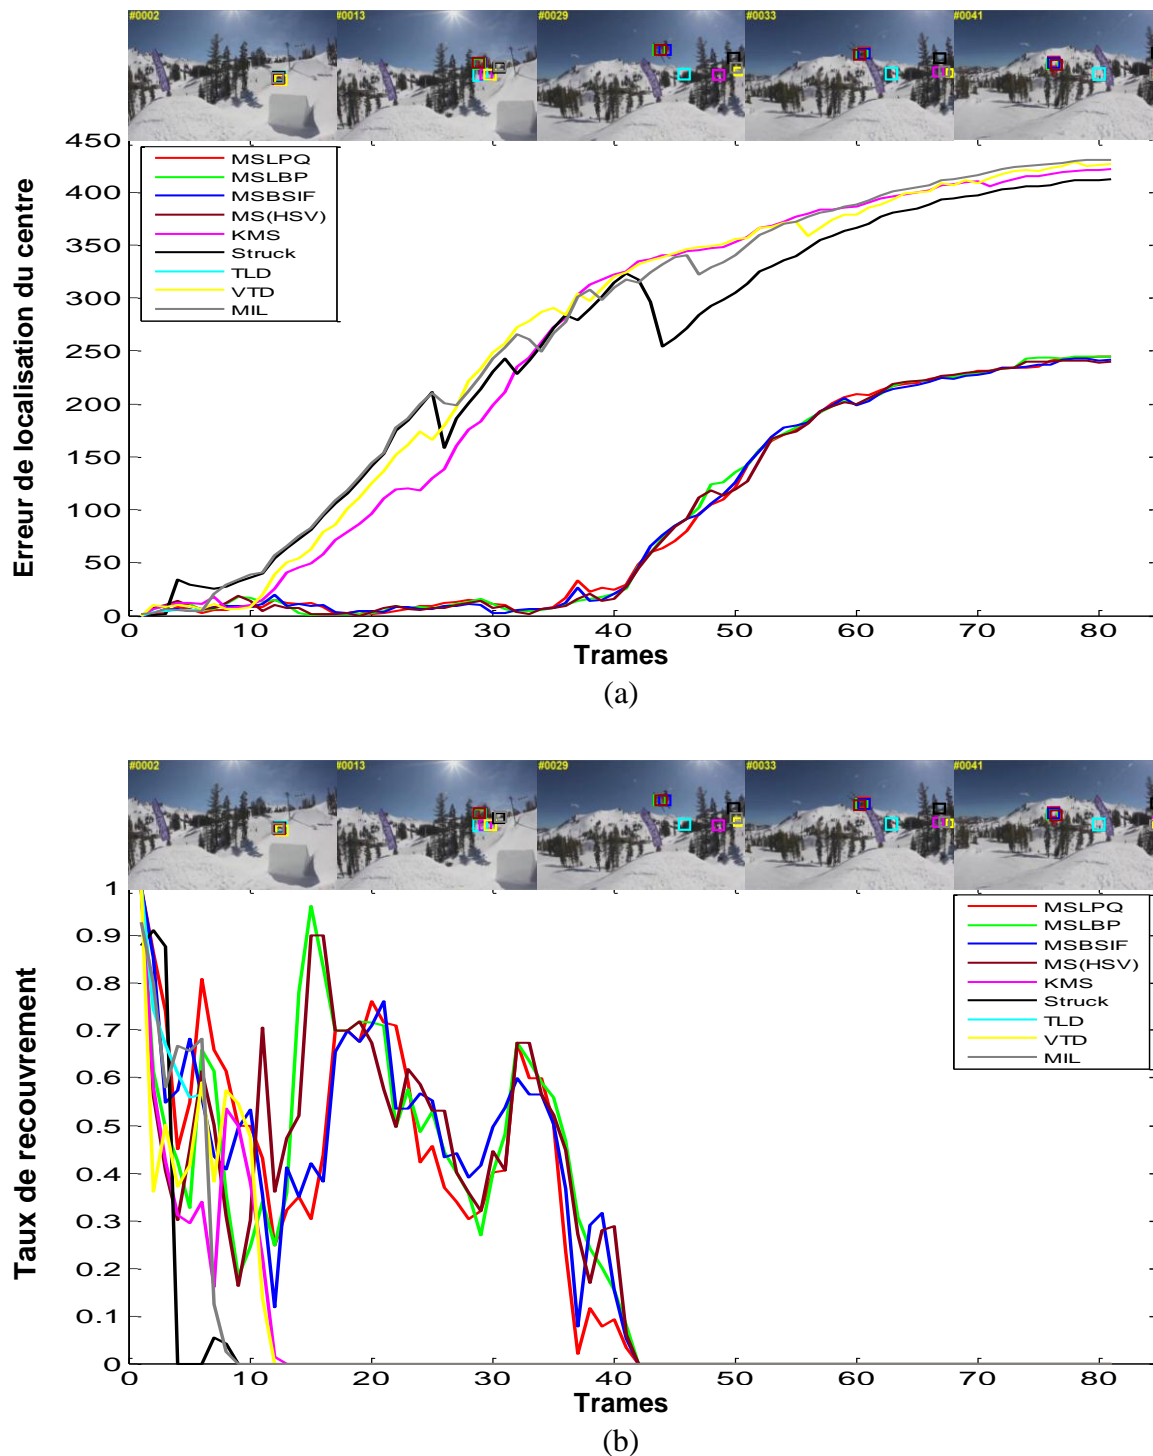 #0002 #0013 #0029 #0033 #0041
450
400
350
300
250
200
150
100
50
0
Erreur de localisation du centre
MSLPQ
MSLBP
MSBSIF
MS(HSV)
KMS
Struck
TLD
VTD
MIL
0 10 20 30 40 50 60 70 80
Trames
(a)
#0002 #0013 #0029 #0033 #0041
1
0.9
0.8
0.7
0.6
0.5
0.4
0.3
0.2
0.1
0
Taux de recouvrement
MSLPQ
MSLBP
MSBSIF
MS(HSV)
KMS
Struck
TLD
VTD
MIL
0 10 20 30 40 50 60 70 80
Trames
(b)